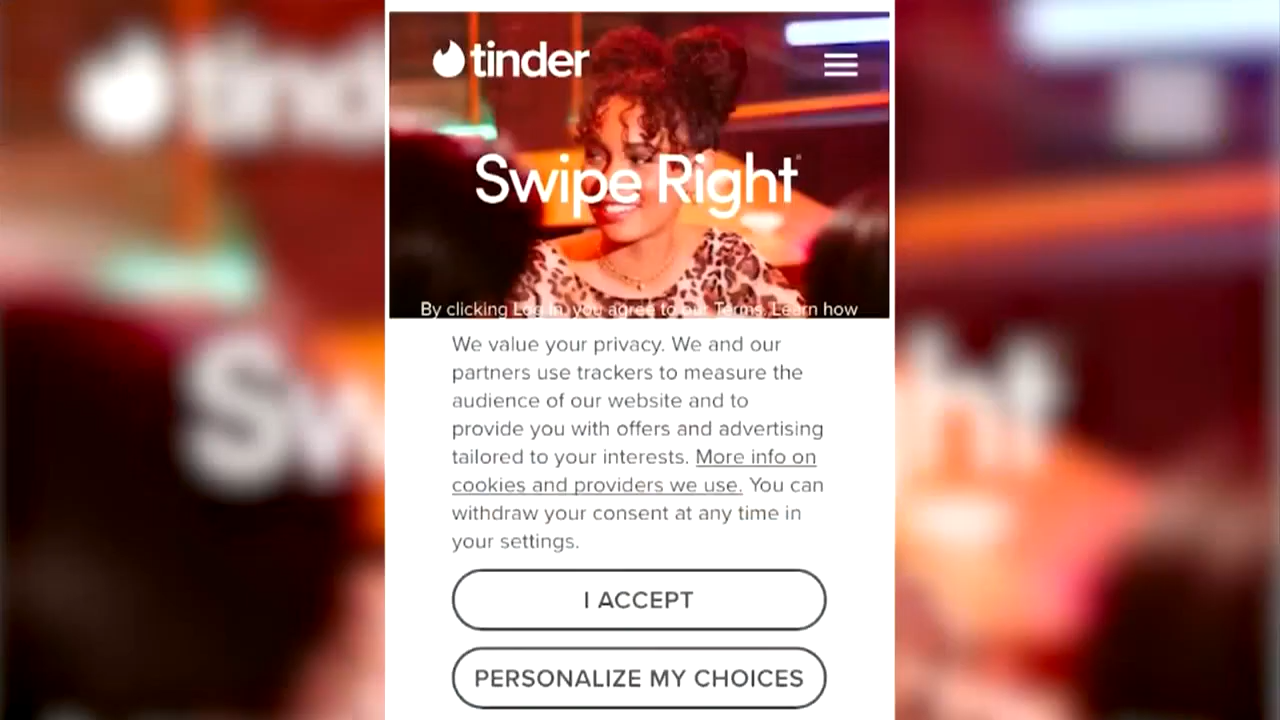 tinder
Swipe Right
By clicking Log in, you agree to our Terms. Learn how
We value your privacy. We and our
partners use trackers to measure the
audience of our website and to
provide you with offers and advertising
tailored to your interests. More info on
cookies and providers we use. You can
withdraw your consent at any time in
your settings.
I ACCEPT
PERSONALIZE MY CHOICES